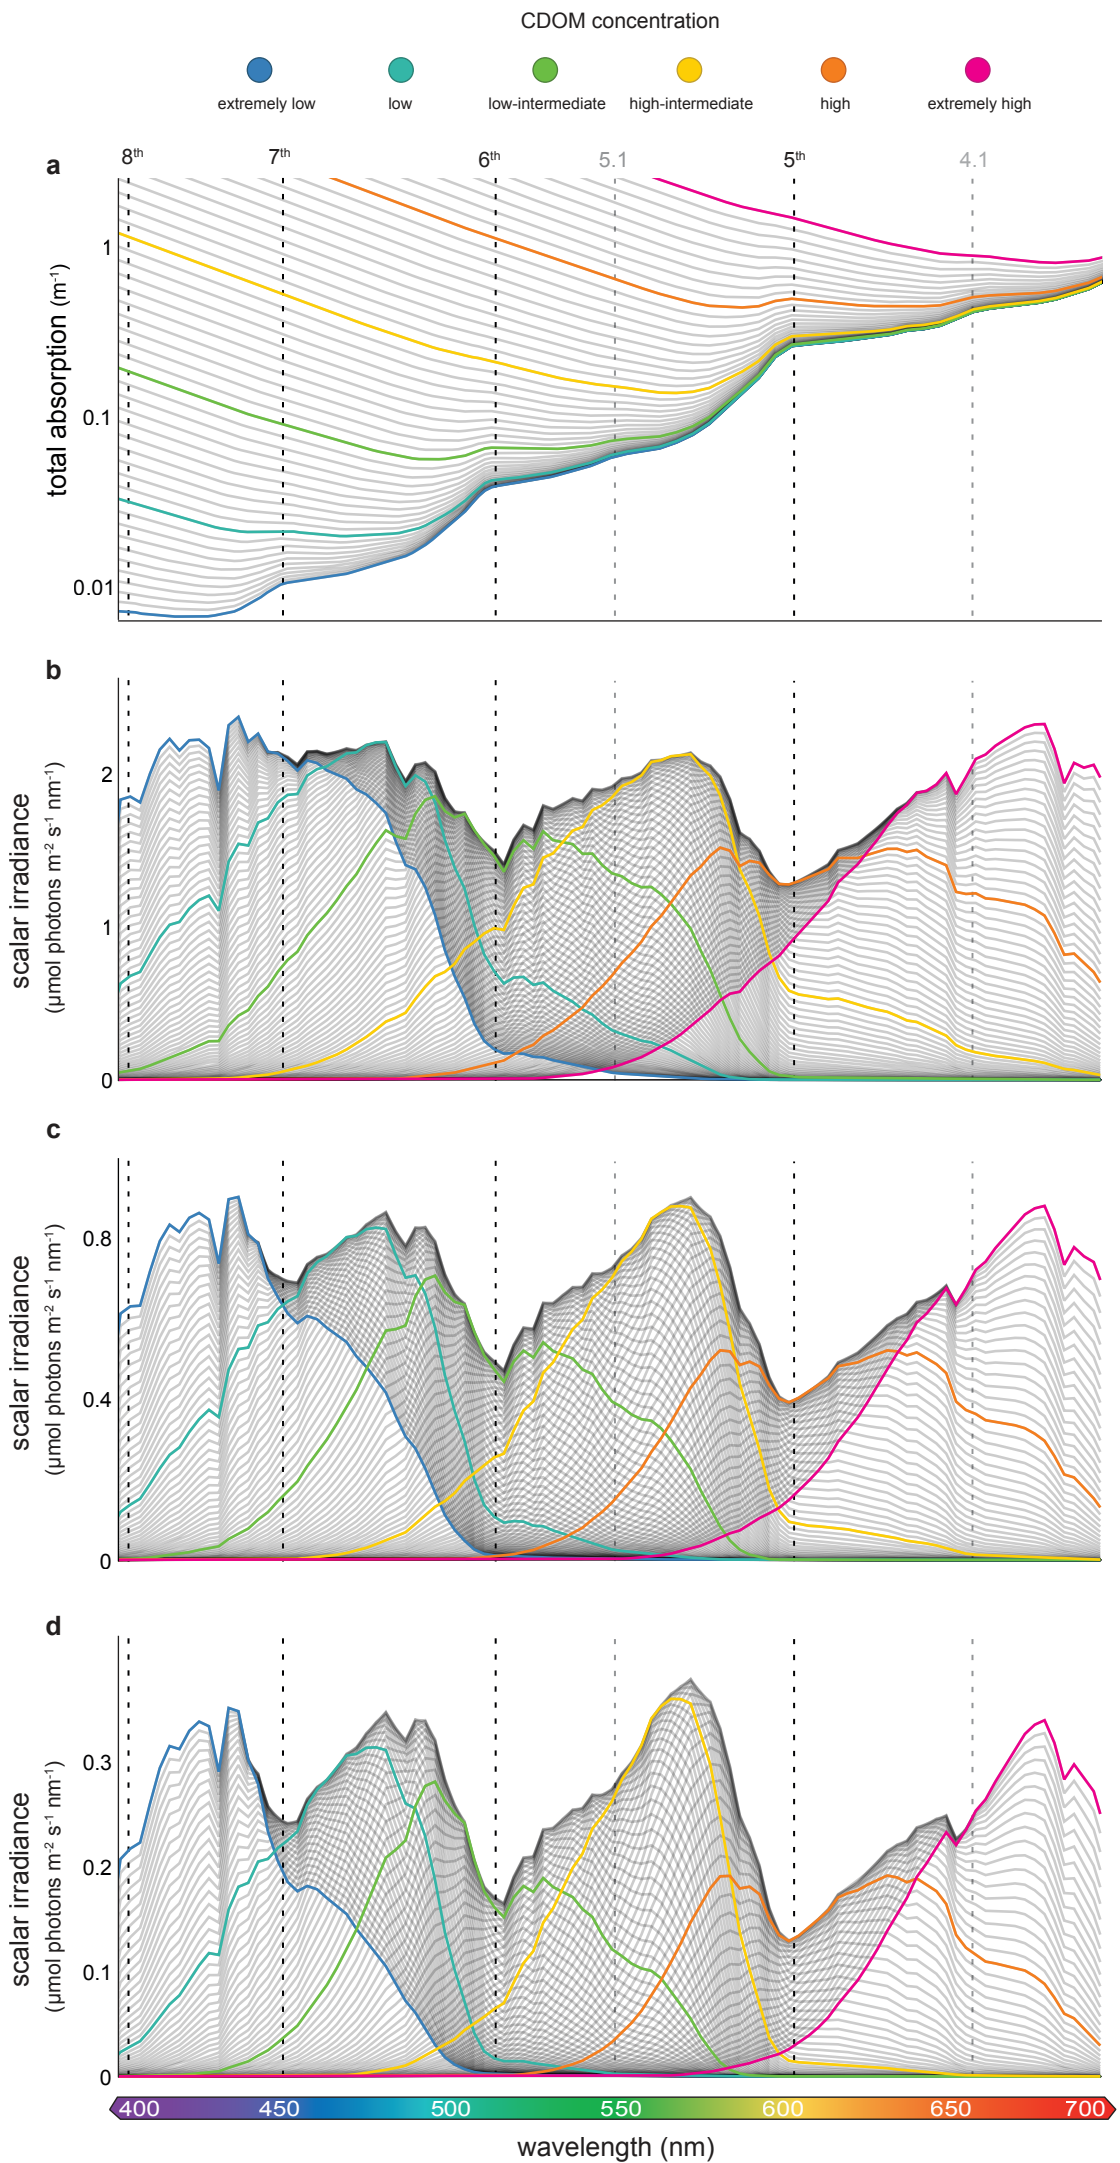 CDOM concentration
extremely low
low
low-intermediate
high-intermediate
high
extremely high
a
8th
7th
6th
5.1
5th
4.1
total absorption (m⁻¹)
1
0.1
0.01
b
scalar irradiance
(µmol photons m⁻² s⁻¹ nm⁻¹)
2
1
0
c
scalar irradiance
(µmol photons m⁻² s⁻¹ nm⁻¹)
0.8
0.4
0
d
scalar irradiance
(µmol photons m⁻² s⁻¹ nm⁻¹)
0.3
0.2
0.1
0
400 450 500 550 600 650 700
wavelength (nm)